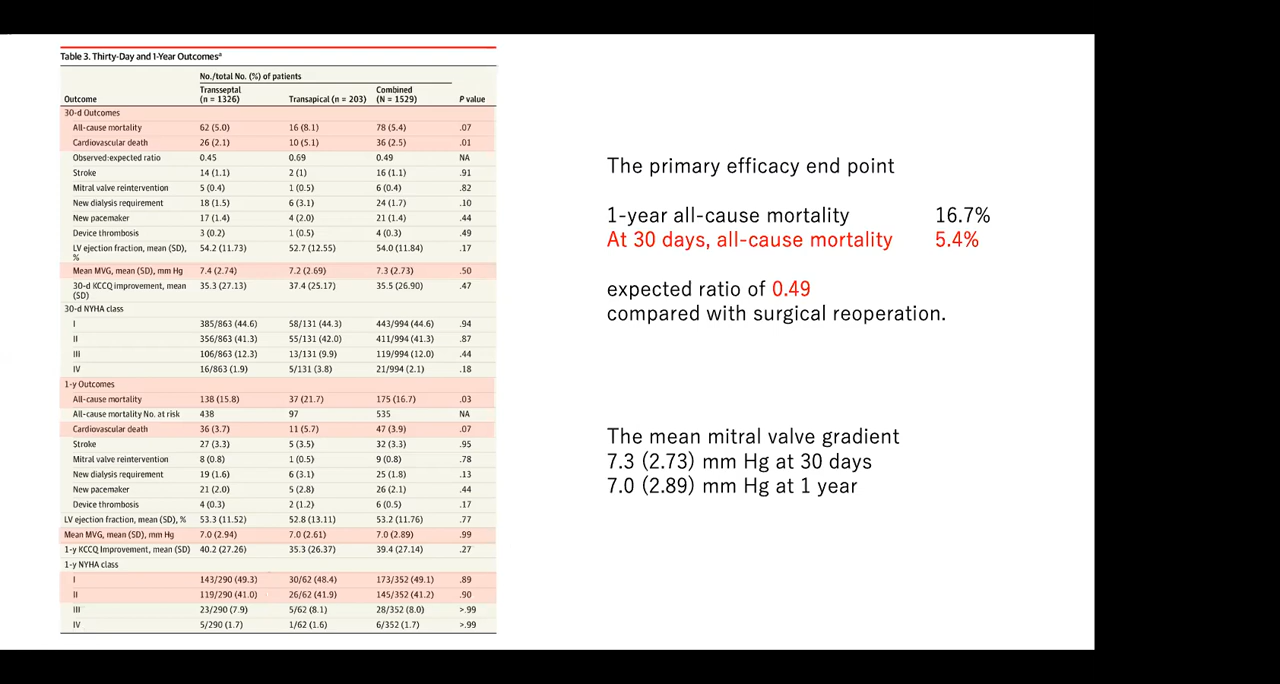 Table 3. Thirty-Day and 1-Year Outcomesᵃ
No./total No. (%) of patients
Outcome Transseptal (n = 1326) Transapical (n = 203) Combined (N = 1529) P value
30-d Outcomes
All-cause mortality 62 (5.0) 16 (8.1) 78 (5.4) .07
Cardiovascular death 26 (2.1) 10 (5.1) 36 (2.5) .01
Observed:expected ratio 0.45 0.69 0.49 NA
Stroke 14 (1.1) 2 (1) 16 (1.1) .91
Mitral valve reintervention 5 (0.4) 1 (0.5) 6 (0.4) .82
New dialysis requirement 18 (1.5) 6 (3.1) 24 (1.7) .10
New pacemaker 17 (1.4) 4 (2.0) 21 (1.4) .44
Device thrombosis 3 (0.2) 1 (0.5) 4 (0.3) .49
LV ejection fraction, mean (SD), % 54.2 (11.73) 52.7 (12.55) 54.0 (11.84) .17
Mean MVG, mean (SD), mm Hg 7.4 (2.74) 7.2 (2.69) 7.3 (2.73) .50
30-d KCCQ improvement, mean (SD) 35.3 (27.13) 37.4 (25.17) 35.5 (26.90) .47
30-d NYHA class
I 385/863 (44.6) 58/131 (44.3) 443/994 (44.6) .94
II 356/863 (41.3) 55/131 (42.0) 411/994 (41.3) .87
III 106/863 (12.3) 13/131 (9.9) 119/994 (12.0) .44
IV 16/863 (1.9) 5/131 (3.8) 21/994 (2.1) .18
1-y Outcomes
All-cause mortality 138 (15.8) 37 (21.7) 175 (16.7) .03
All-cause mortality No. at risk 438 97 535 NA
Cardiovascular death 36 (3.7) 11 (5.7) 47 (3.9) .07
Stroke 27 (3.3) 5 (3.5) 32 (3.3) .95
Mitral valve reintervention 8 (0.8) 1 (0.5) 9 (0.8) .78
New dialysis requirement 19 (1.6) 6 (3.1) 25 (1.8) .13
New pacemaker 21 (2.0) 5 (2.8) 26 (2.1) .44
Device thrombosis 4 (0.3) 2 (1.2) 6 (0.5) .17
LV ejection fraction, mean (SD), % 53.3 (11.52) 52.8 (13.11) 53.2 (11.76) .77
Mean MVG, mean (SD), mm Hg 7.0 (2.94) 7.0 (2.61) 7.0 (2.89) .99
1-y KCCQ Improvement, mean (SD) 40.2 (27.26) 35.3 (26.37) 39.4 (27.14) .27
1-y NYHA class
I 143/290 (49.3) 30/62 (48.4) 173/352 (49.1) .89
II 119/290 (41.0) 26/62 (41.9) 145/352 (41.2) .90
III 23/290 (7.9) 5/62 (8.1) 28/352 (8.0) >.99
IV 5/290 (1.7) 1/62 (1.6) 6/352 (1.7) >.99
The primary efficacy end point
1-year all-cause mortality 16.7%
At 30 days, all-cause mortality 5.4%
expected ratio of 0.49
compared with surgical reoperation.
The mean mitral valve gradient
7.3 (2.73) mm Hg at 30 days
7.0 (2.89) mm Hg at 1 year